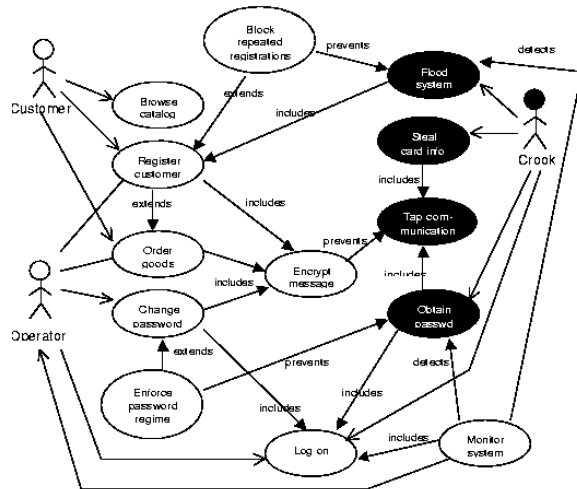 Block
repeated
registrations
prevents
detects
Flood
system
Customer
Browse
catalog
extends
includes
Steal
card info
Crook
Register
customer
includes
includes
extends
Tap com-
munication
prevents
Order
goods
Encrypt
message
includes
includes
Change
password
Obtain
passwd
Operator
extends
prevents
detects
Enforce
password
regime
includes
includes
includes
Log on
Monitor
system